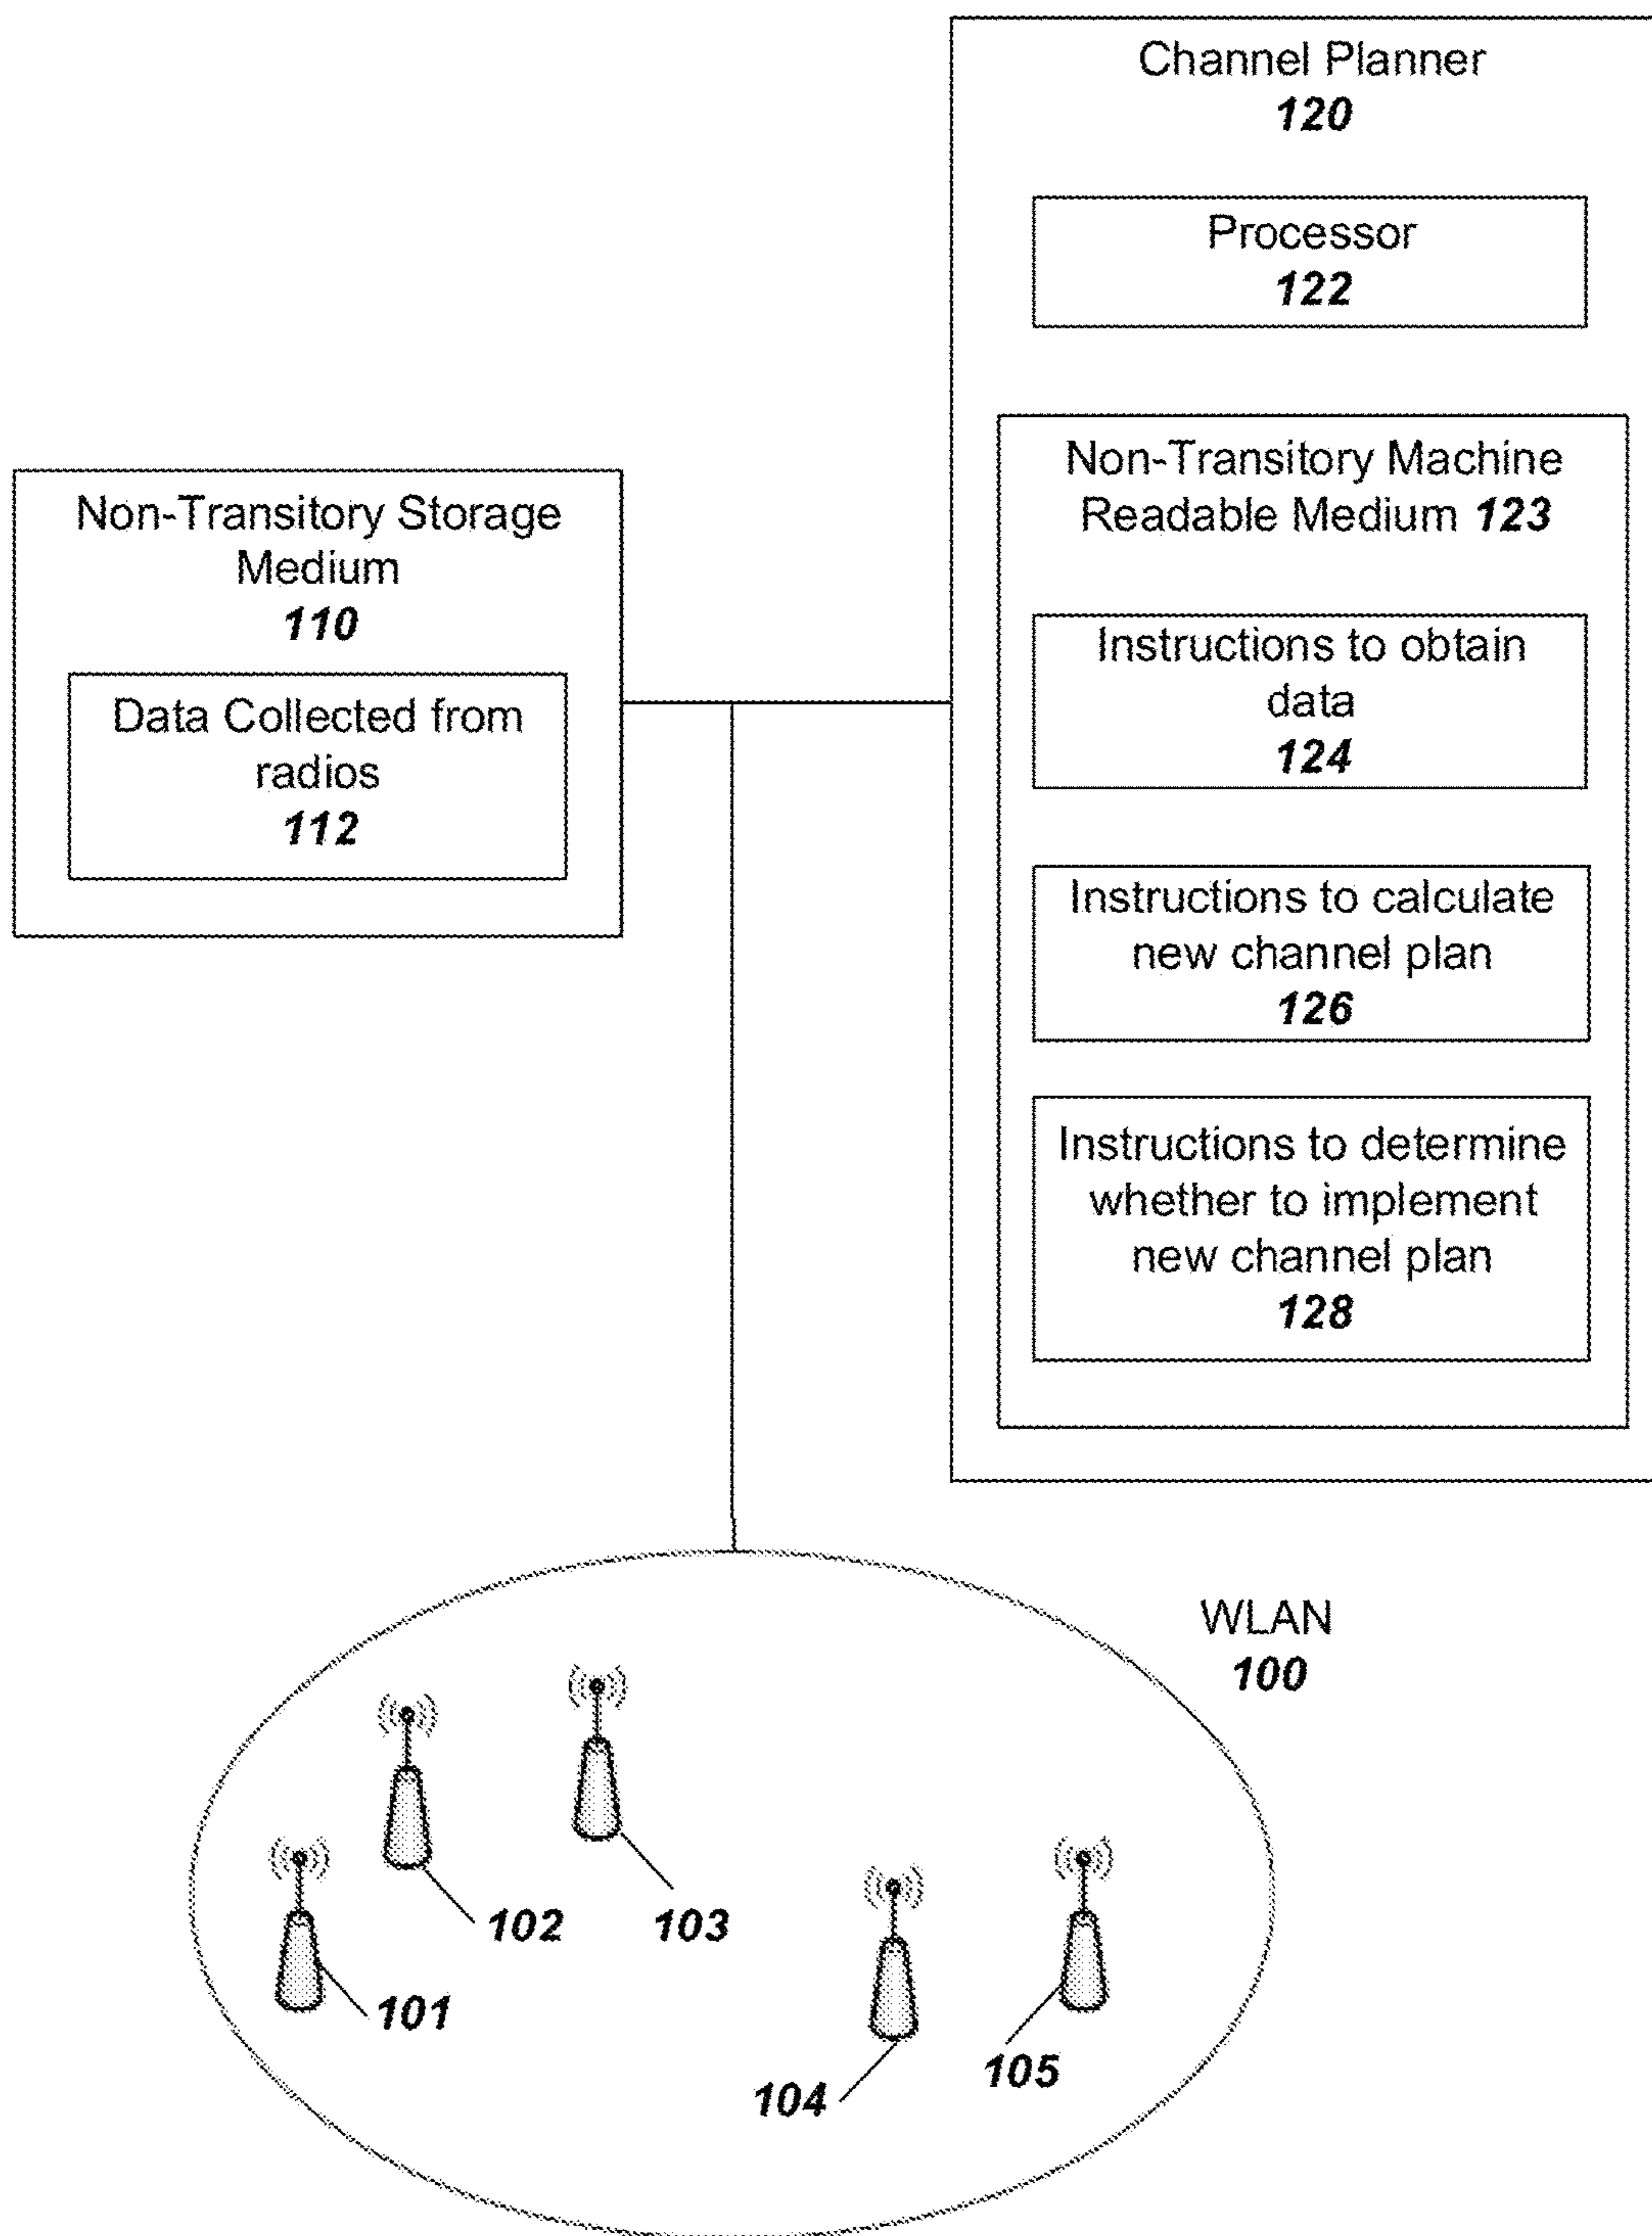 Channel Planner
120
Processor
122
Non-Transitory Machine
Readable Medium 123
Instructions to obtain
data
124
Instructions to calculate
new channel plan
126
Instructions to determine
whether to implement
new channel plan
128
Non-Transitory Storage
Medium
110
Data Collected from
radios
112
WLAN
100
102
103
101
105
104